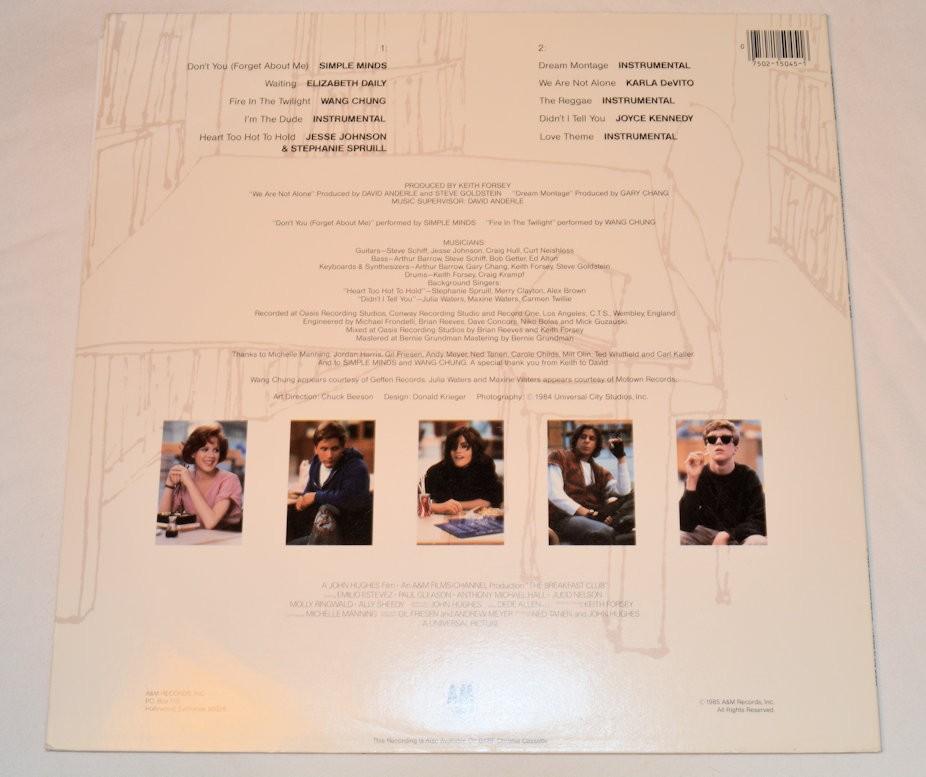 1:
Don't You (Forget About Me) SIMPLE MINDS
Waiting ELIZABETH DAILY
Fire In The Twilight WANG CHUNG
I'm The Dude INSTRUMENTAL
Heart Too Hot To Hold JESSE JOHNSON
& STEPHANIE SPRUILL
2:
Dream Montage INSTRUMENTAL
We Are Not Alone KARLA DeVITO
The Reggae INSTRUMENTAL
Didn't I Tell You JOYCE KENNEDY
Love Theme INSTRUMENTAL
0
7502-15045-1
PRODUCED BY KEITH FORSEY
"We Are Not Alone" Produced by DAVID ANDERLE and STEVE GOLDSTEIN "Dream Montage" Produced by GARY CHANG
MUSIC SUPERVISOR: DAVID ANDERLE
"Don't You (Forget About Me)" performed by SIMPLE MINDS "Fire In The Twilight" performed by WANG CHUNG
MUSICIANS:
Guitars—Steve Schiff, Jesse Johnson, Craig Hull, Curt Neishloss
Bass—Arthur Barrow, Steve Schiff, Bob Getter, Ed Alton
Keyboards & Synthesizers—Arthur Barrow, Gary Chang, Keith Forsey, Steve Goldstein
Drums—Keith Forsey, Craig Krampf
Background Singers:
"Heart Too Hot To Hold"—Stephanie Spruill, Merry Clayton, Alex Brown
"Didn't I Tell You"—Julia Waters, Maxine Waters, Carmen Twillie
Recorded at Oasis Recording Studios, Conway Recording Studio and Record One, Los Angeles, C.T.S., Wembley, England
Engineered by Michael Frondelli, Brian Reeves, Dave Concors, Niko Bolas and Mick Guzauski
Mixed at Oasis Recording Studios by Brian Reeves and Keith Forsey
Mastered at Bernie Grundman Mastering by Bernie Grundman
Thanks to Michelle Manning, Jordan Harris, Gil Friesen, Andy Meyer, Ned Tanen, Carole Childs, Milt Olin, Ted Whitfield and Carl Kaller.
And to SIMPLE MINDS and WANG CHUNG. A special thank you from Keith to David.
Wang Chung appears courtesy of Geffen Records. Julia Waters and Maxine Waters appears courtesy of Motown Records.
Art Direction: Chuck Beeson Design: Donald Krieger Photography: © 1984 Universal City Studios, Inc.
A JOHN HUGHES Film · An A&M FILMS/CHANNEL Production "THE BREAKFAST CLUB"
EMILIO ESTEVEZ · PAUL GLEASON · ANTHONY MICHAEL HALL · JUDD NELSON
MOLLY RINGWALD · ALLY SHEEDY JOHN HUGHES DEDE ALLEN KEITH FORSEY
MICHELLE MANNING GIL FRIESEN and ANDREW MEYER NED TANEN and JOHN HUGHES
A UNIVERSAL PICTURE
A&M RECORDS, INC.
P.O. Box
Hollywood, California
A&M
© 1985 A&M Records, Inc.
All Rights Reserved.
This Recording Is Also Available On BASF Chrome Cassette